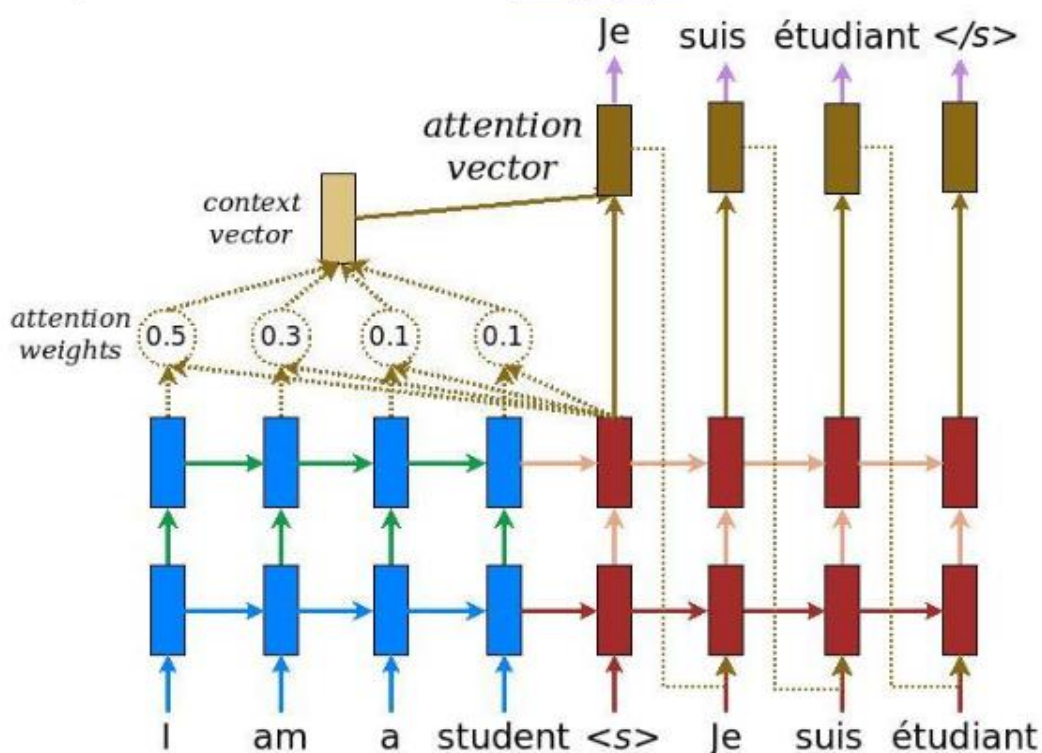 Je suis étudiant </s>
attention
vector
context
vector
attention
weights
0.5 0.3 0.1 0.1
I am a student <s> Je suis étudiant